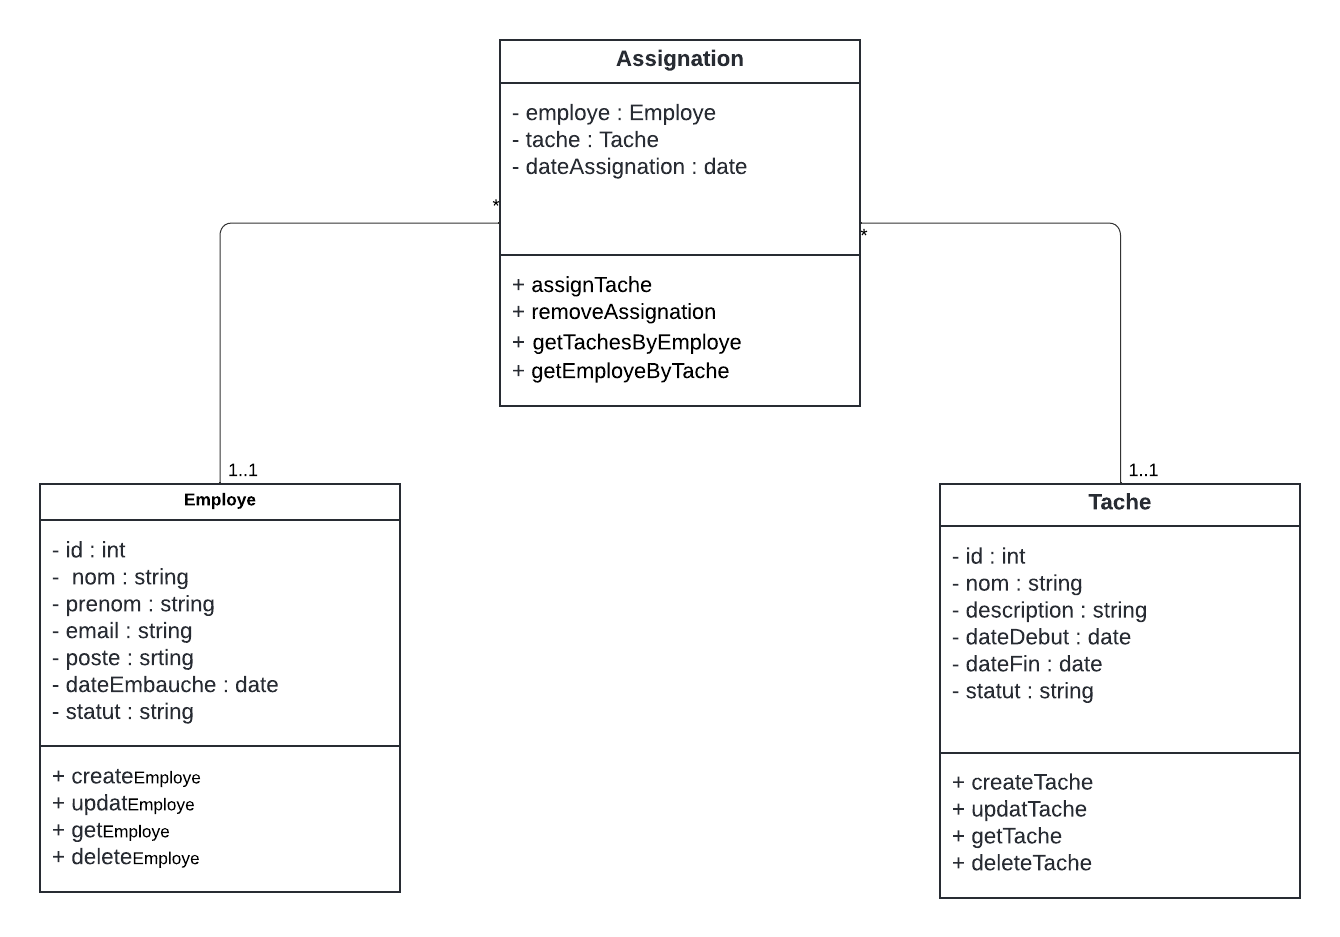 Assignation
- employe : Employe
- tache : Tache
- dateAssignation : date
*
*
+ assignTache
+ removeAssignation
+ getTachesByEmploye
+ getEmployeByTache
1..1
Employe
- id : int
- nom : string
- prenom : string
- email : string
- poste : srting
- dateEmbauche : date
- statut : string
+ createEmploye
+ updatEmploye
+ getEmploye
+ deleteEmploye
1..1
Tache
- id : int
- nom : string
- description : string
- dateDebut : date
- dateFin : date
- statut : string
+ createTache
+ updatTache
+ getTache
+ deleteTache